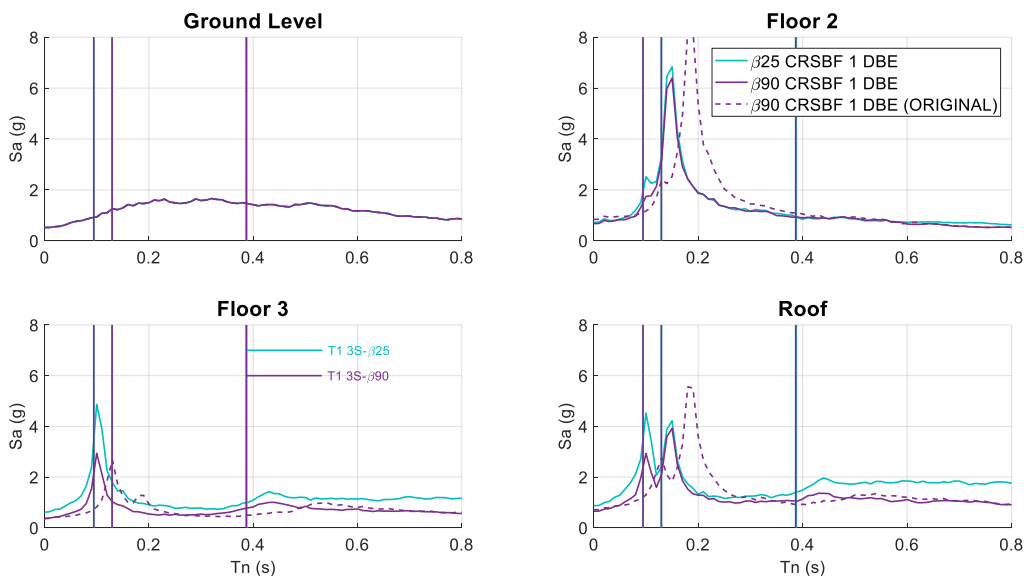 Ground Level
Floor 2
8
6
4
2
0
Sa (g)
0
0.2
0.4
0.6
0.8
8
6
4
2
0
Sa (g)
0
0.2
0.4
0.6
0.8
β25 CRSBF 1 DBE
β90 CRSBF 1 DBE
β90 CRSBF 1 DBE (ORIGINAL)
Floor 3
Roof
8
6
4
2
0
Sa (g)
0
0.2
0.4
0.6
0.8
Tn (s)
T1 3S-β25
T1 3S-β90
8
6
4
2
0
Sa (g)
0
0.2
0.4
0.6
0.8
Tn (s)